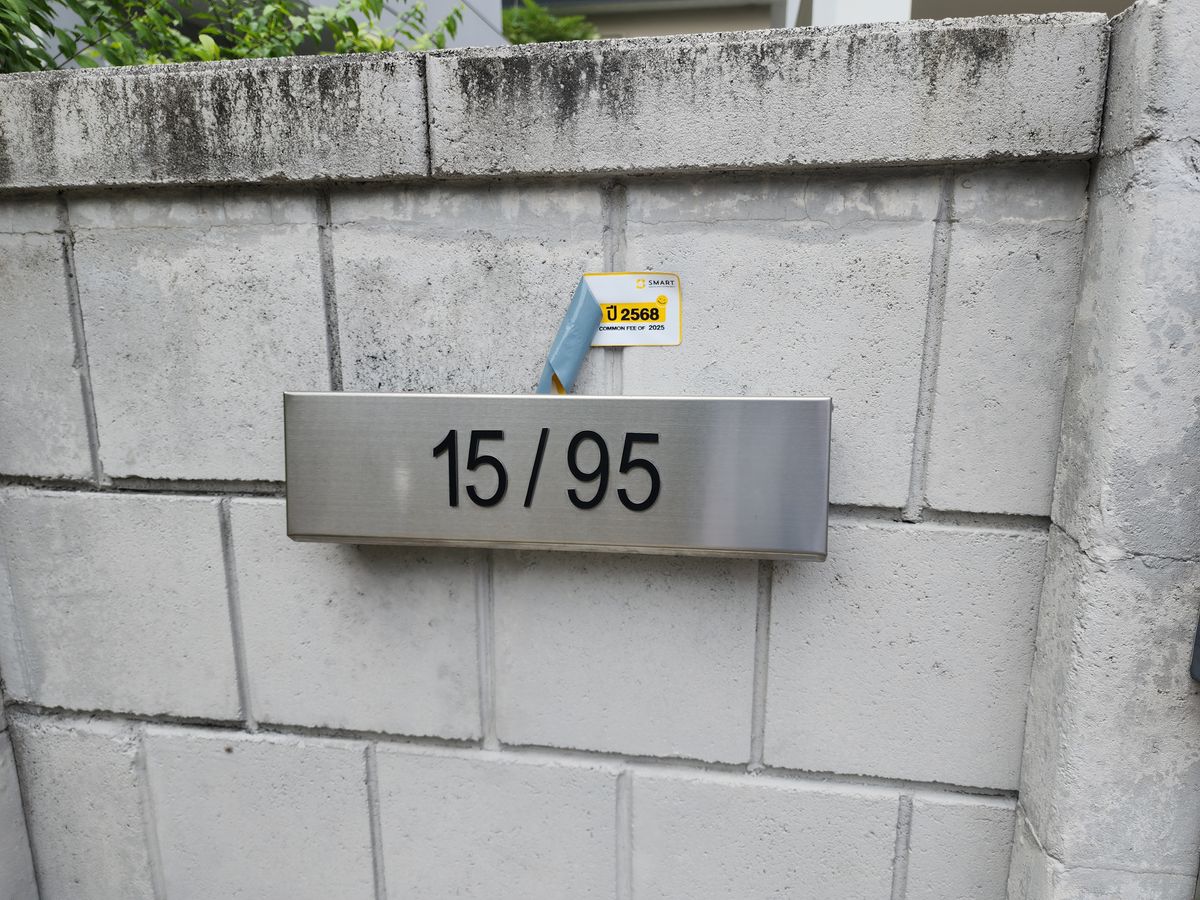 SMART
ปี 2568
COMMON FEE OF 2025
15/95